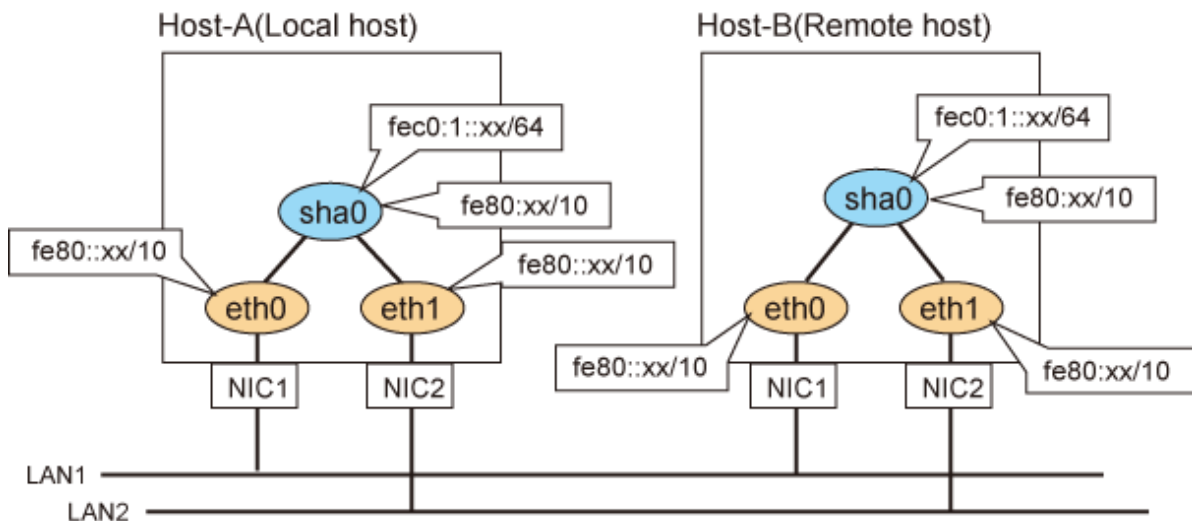 Host-A(Local host)
Host-B(Remote host)
fec0:1::xx/64
fec0:1::xx/64
sha0
fe80:xx/10
sha0
fe80:xx/10
fe80::xx/10
fe80::xx/10
eth0
eth1
eth0
eth1
fe80::xx/10
fe80:xx/10
NIC1
NIC2
NIC1
NIC2
LAN1
LAN2